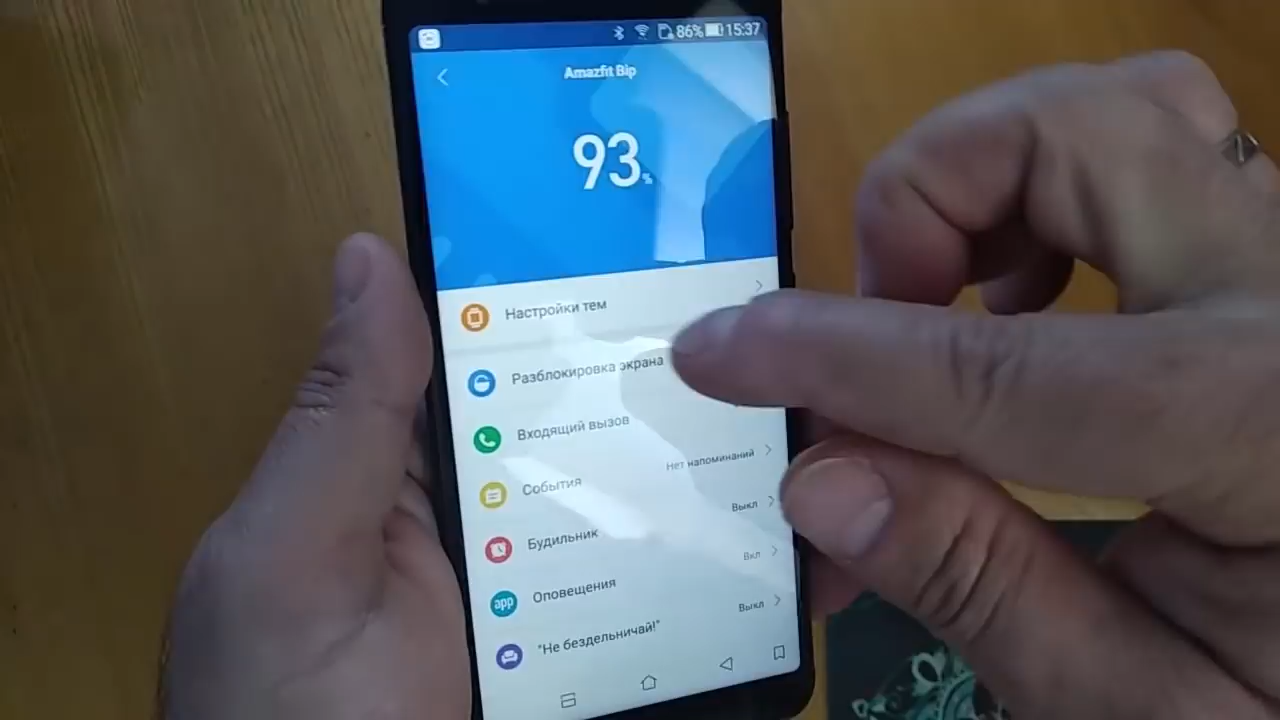 86% 15:37
Amazfit Bip
93%
Настройки тем
Разблокировка экрана
Входящий вызов
События Нет напоминаний
Будильник Выкл
app Оповещения Вкл
"Не бездельничай!" Выкл